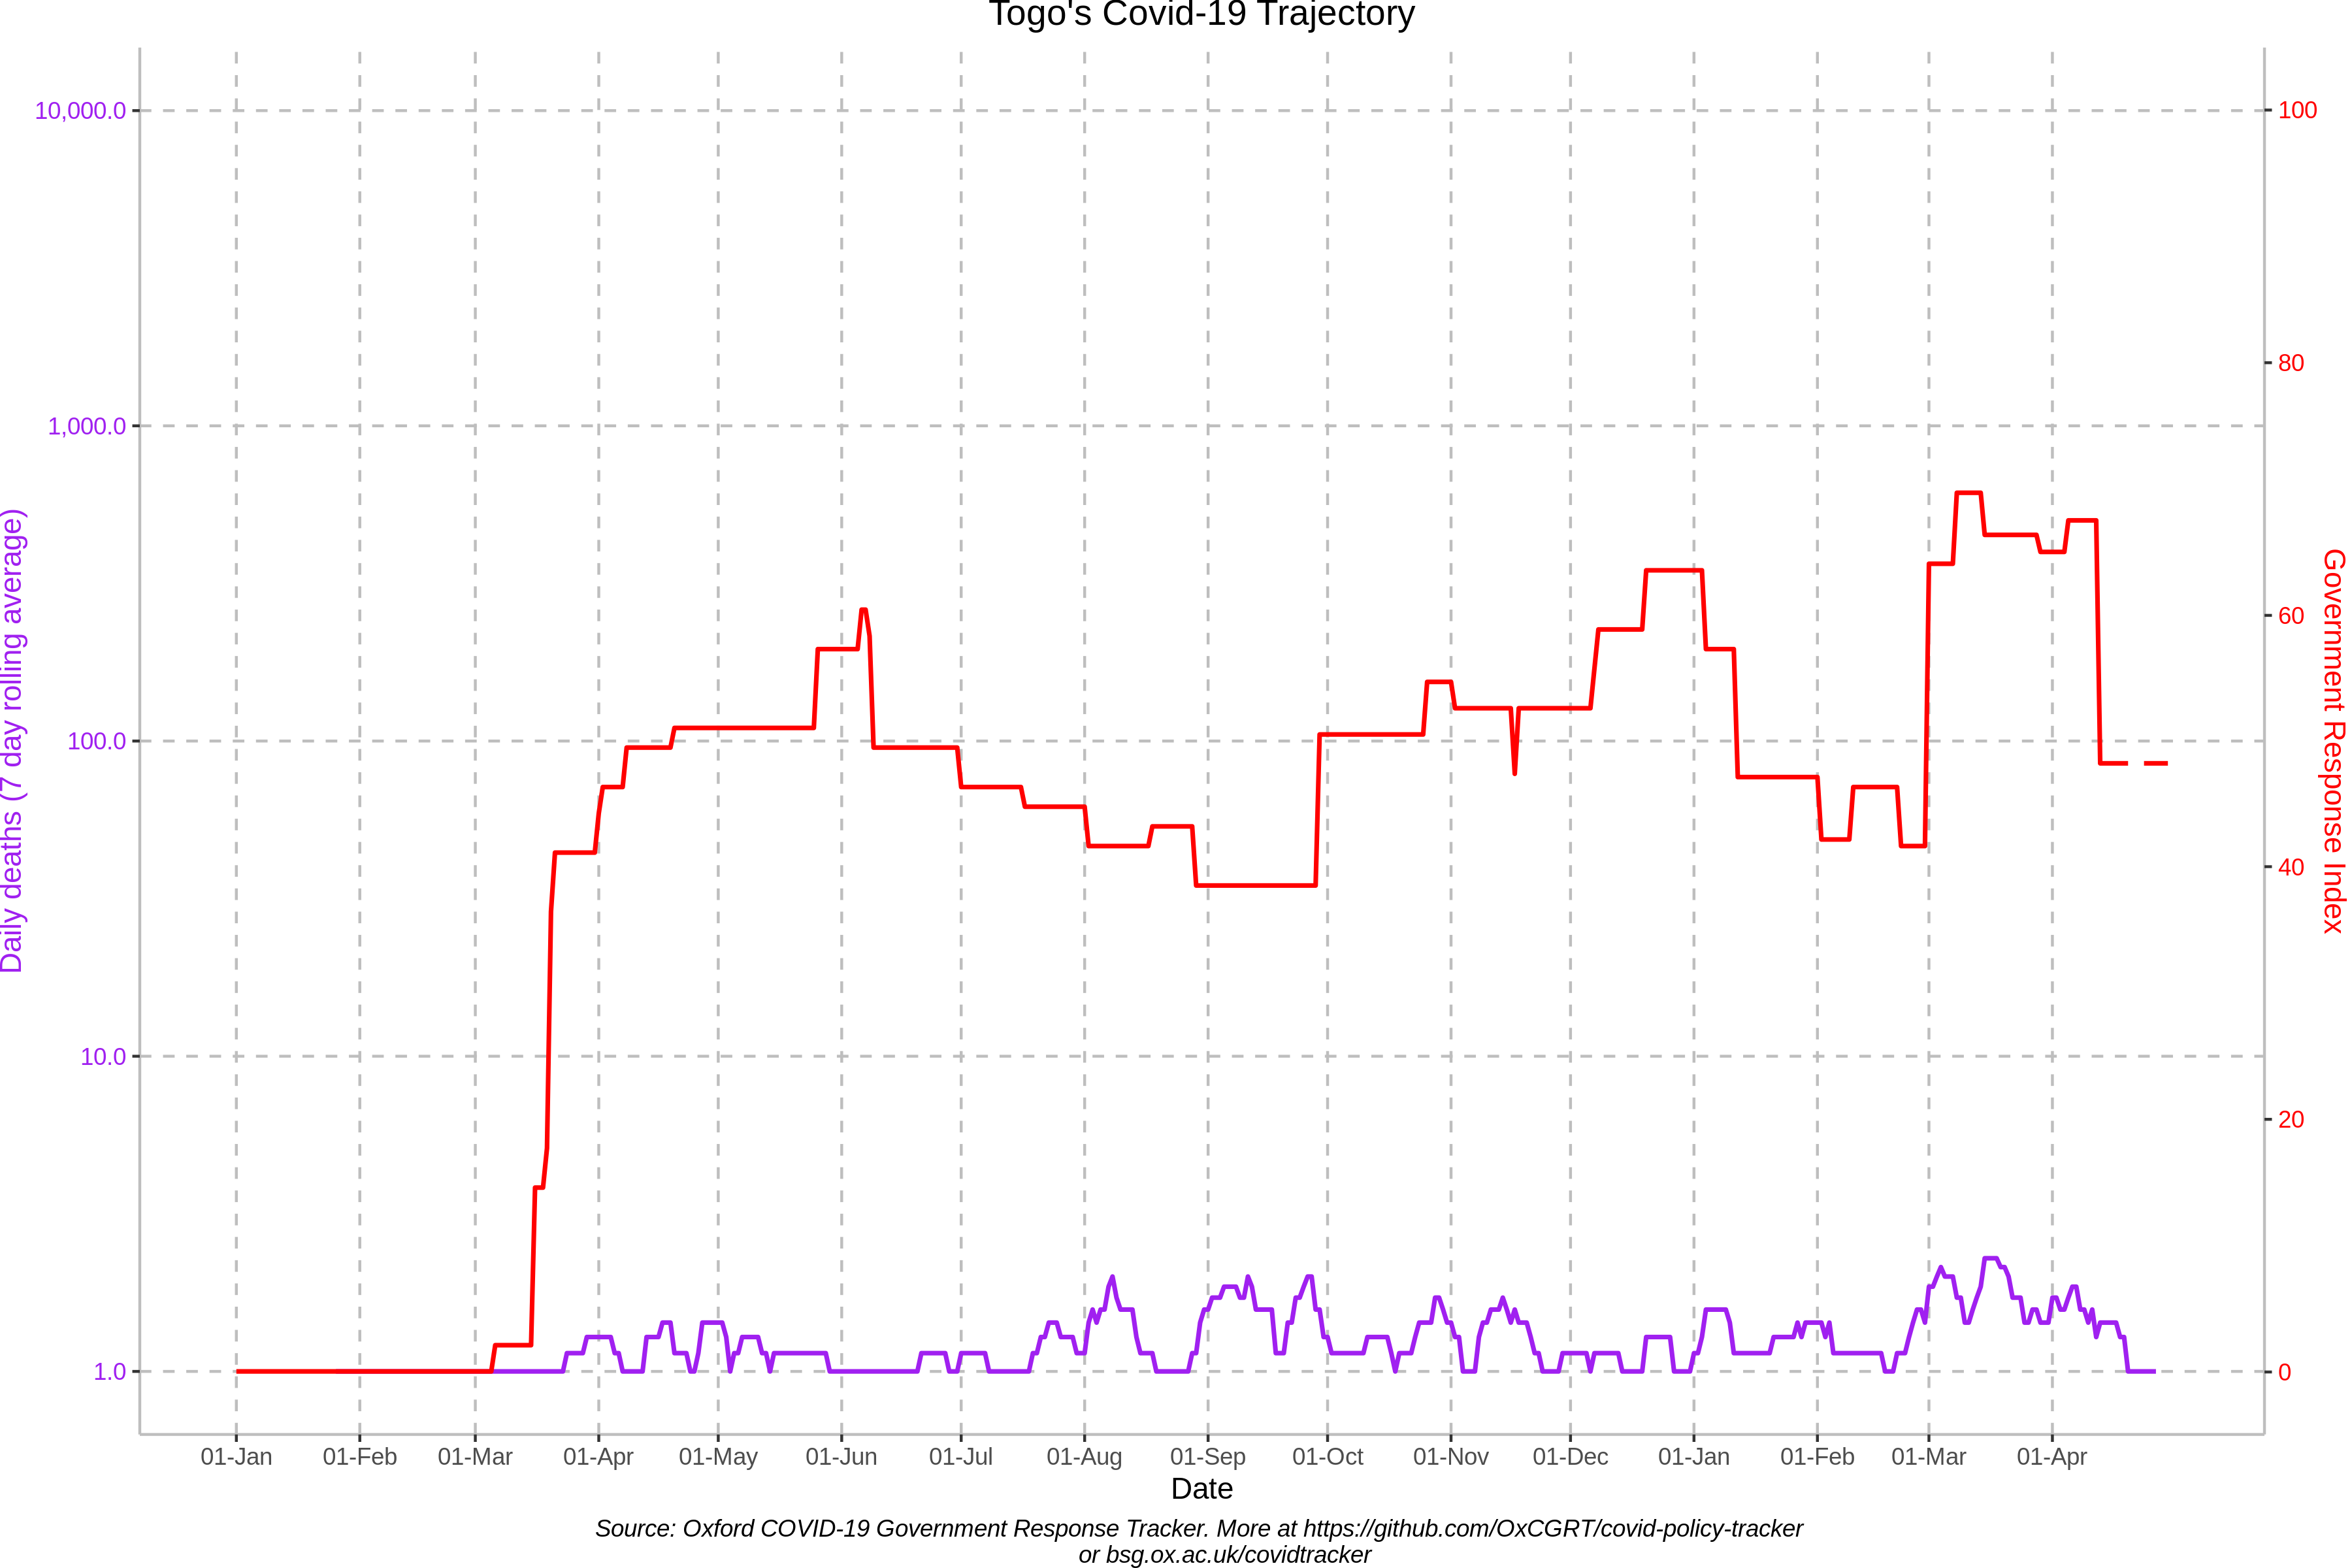 Togo's Covid-19 Trajectory
10,000.0
1,000.0
100.0
10.0
1.0
Daily deaths (7 day rolling average)
100
80
60
40
20
0
Government Response Index
01-Jan 01-Feb 01-Mar 01-Apr 01-May 01-Jun 01-Jul 01-Aug 01-Sep 01-Oct 01-Nov 01-Dec 01-Jan 01-Feb 01-Mar 01-Apr
Date
Source: Oxford COVID-19 Government Response Tracker. More at https://github.com/OxCGRT/covid-policy-tracker
or bsg.ox.ac.uk/covidtracker